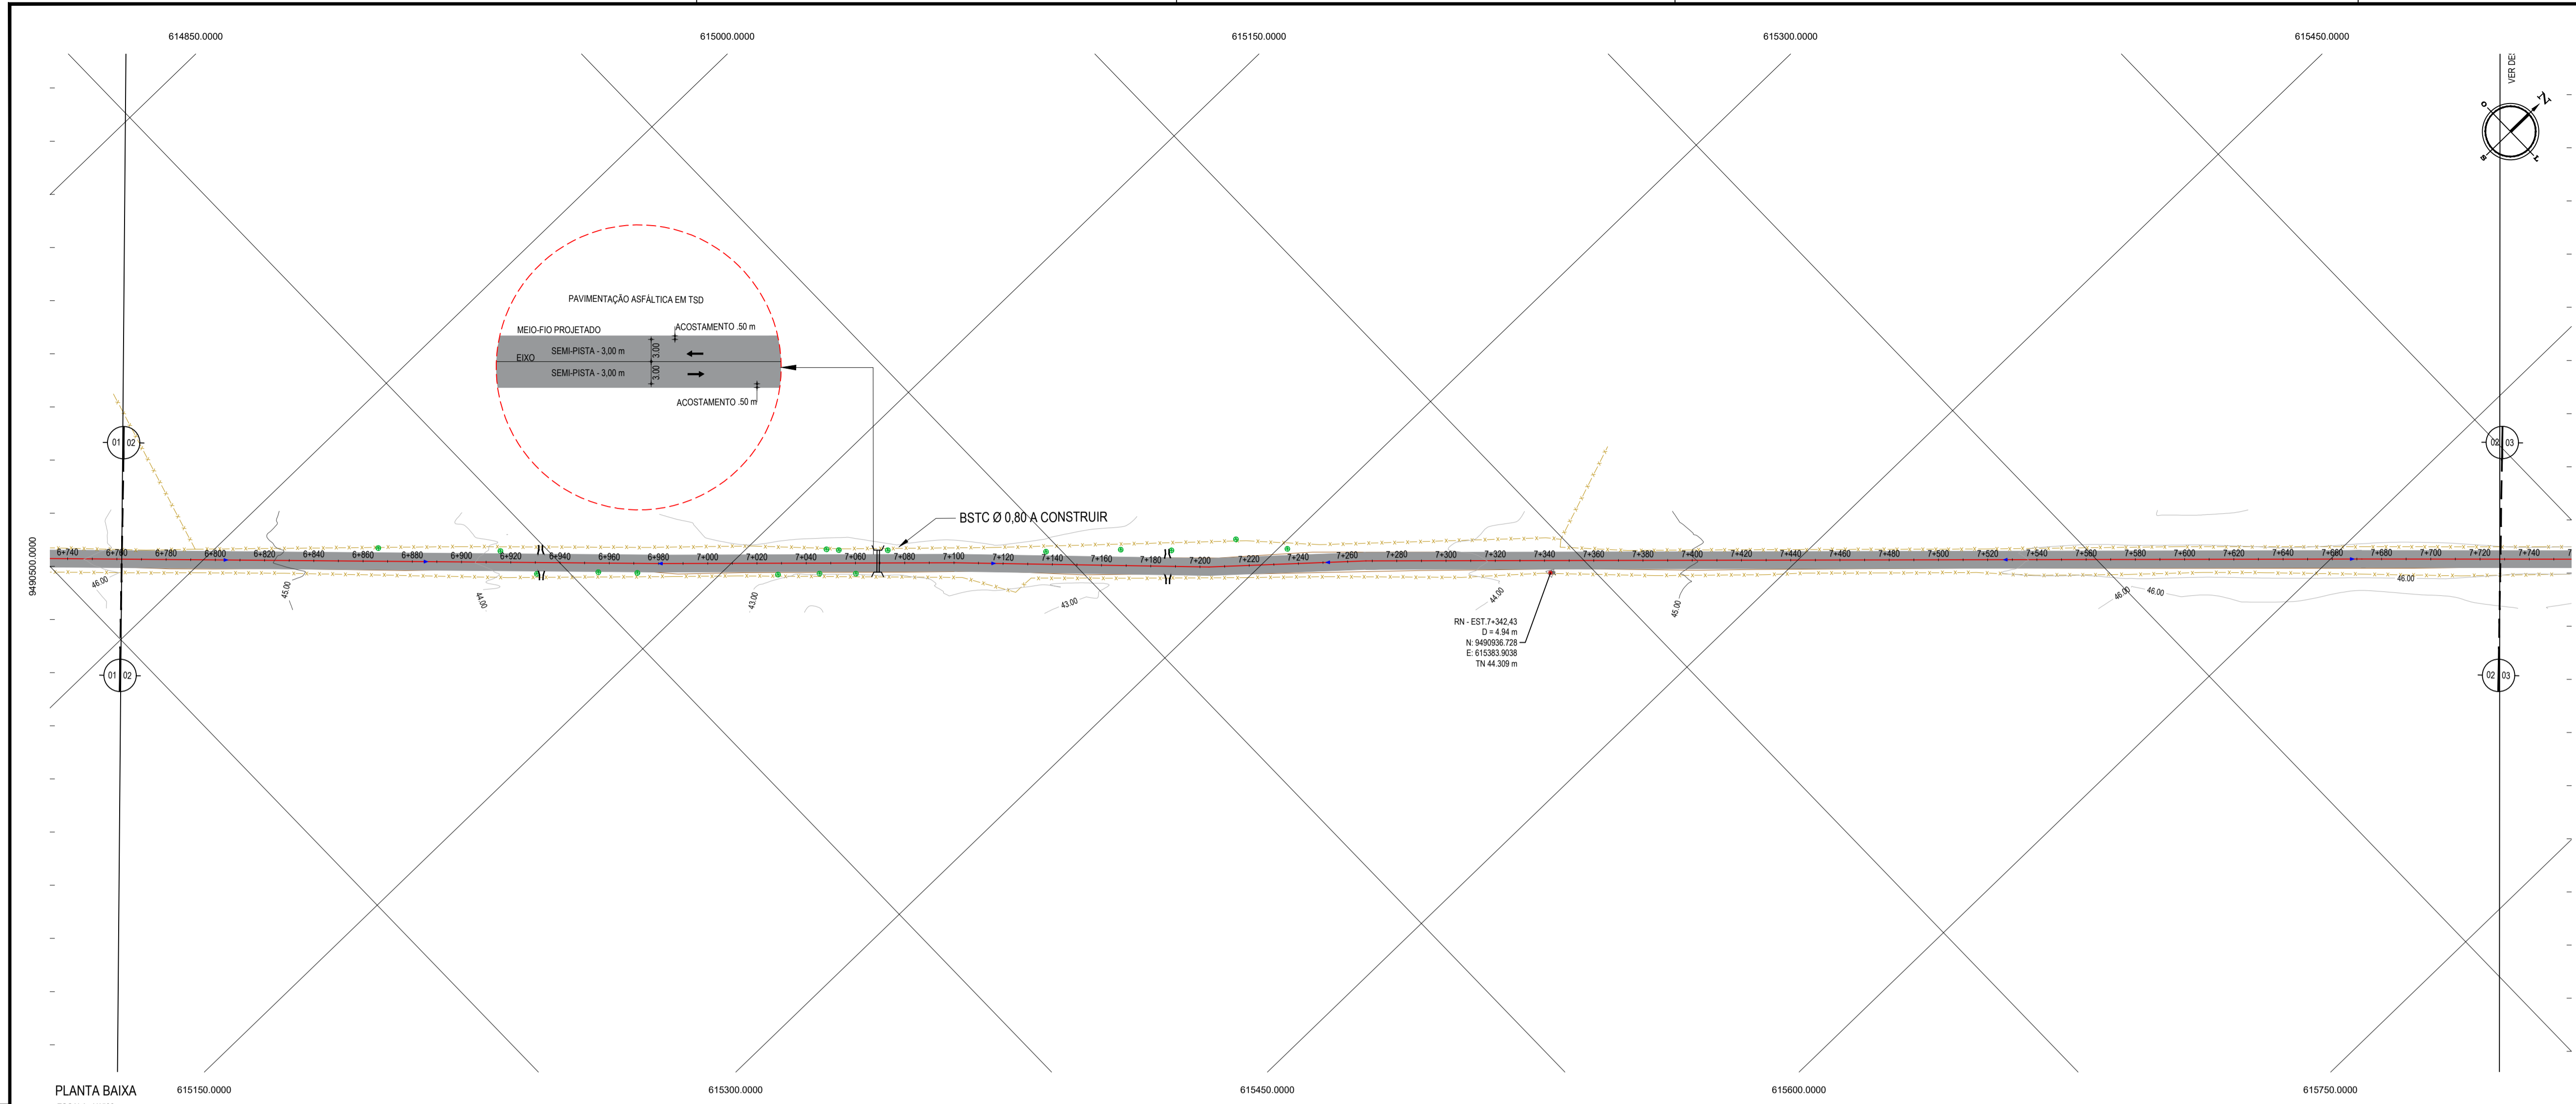 614850.0000
615000.0000
615150.0000
615300.0000
615450.0000
VER DE
N
O
S
L
PAVIMENTAÇÃO ASFÁLTICA EM TSD
MEIO-FIO PROJETADO
ACOSTAMENTO .50 m
SEMI-PISTA - 3,00 m
3.00
EIXO
SEMI-PISTA - 3,00 m
3.00
ACOSTAMENTO .50 m
01 02
02 03
BSTC Ø 0,80 A CONSTRUIR
9490500.0000
6+740 6+760 6+780 6+800 6+820 6+840 6+860 6+880 6+900 6+920 6+940 6+960 6+980 7+000 7+020 7+040 7+060 7+080 7+100 7+120 7+140 7+160 7+180 7+200 7+220 7+240 7+260 7+280 7+300 7+320 7+340 7+360 7+380 7+400 7+420 7+440 7+460 7+480 7+500 7+520 7+540 7+560 7+580 7+600 7+620 7+640 7+660 7+680 7+700 7+720 7+740 7
46.00
45.00
44.00
43.00
43.00
44.00
45.00
46.00
46.00
46.00
RN - EST.7+342,43
D = 4.94 m
N: 9490936.728
E: 615383.9038
TN 44.309 m
01 02
02 03
PLANTA BAIXA
615150.0000
615300.0000
615450.0000
615600.0000
615750.0000